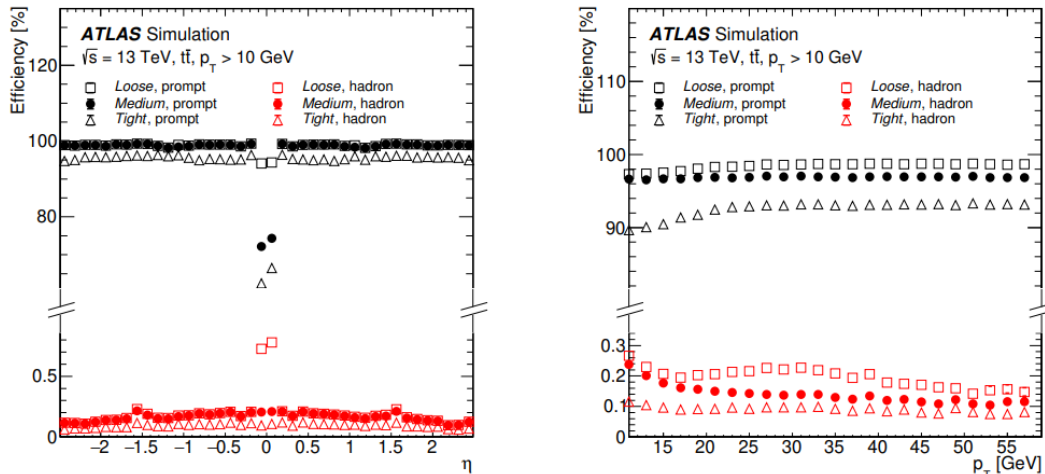 Efficiency [%]
ATLAS Simulation
√s = 13 TeV, tt̄, p_T > 10 GeV
Loose, prompt Loose, hadron
Medium, prompt Medium, hadron
Tight, prompt Tight, hadron
120
100
80
0.5
0
−2 −1.5 −1 −0.5 0 0.5 1 1.5 2
η
Efficiency [%]
ATLAS Simulation
√s = 13 TeV, tt̄, p_T > 10 GeV
Loose, prompt Loose, hadron
Medium, prompt Medium, hadron
Tight, prompt Tight, hadron
110
100
90
0.3
0.2
0.1
0
15 20 25 30 35 40 45 50 55
p_T [GeV]